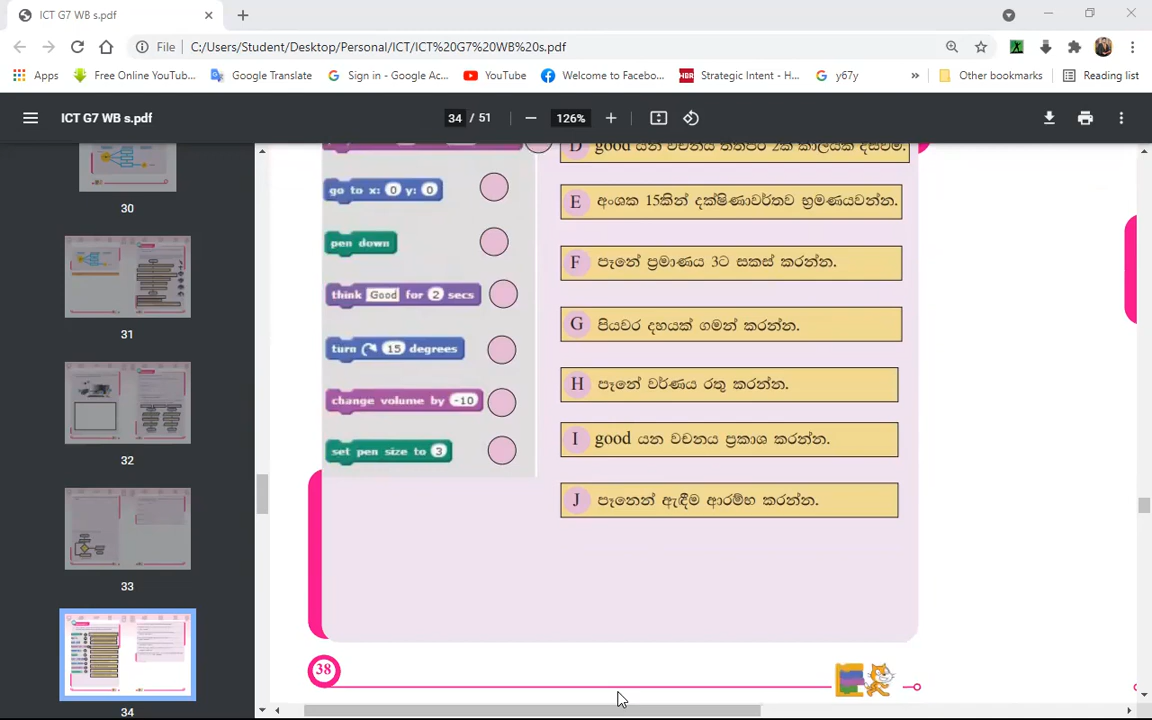 ICT G7 WB s.pdf
File C:/Users/Student/Desktop/Personal/ICT/ICT%20G7%20WB%20s.pdf
Apps Free Online YouTub... Google Translate Sign in - Google Ac... YouTube Welcome to Facebo... HBR Strategic Intent - H... y67y » Other bookmarks Reading list
ICT G7 WB s.pdf 34 / 51 126%
30
31
32
33
34
D good යන වචනය තත්පර 2ක කාලයක් දිස්වීම.
go to x: 0 y: 0
E අංශක 15කින් දක්ෂිණාවර්තව භ්‍රමණයවන්න.
pen down
F පෑනේ ප්‍රමාණය 3ට සකස් කරන්න.
think Good for 2 secs
G පියවර දහයක් ගමන් කරන්න.
turn 15 degrees
H පෑනේ වර්ණය රතු කරන්න.
change volume by -10
I good යන වචනය ප්‍රකාශ කරන්න.
set pen size to 3
J පෑනෙන් ඇඳීම ආරම්භ කරන්න.
38